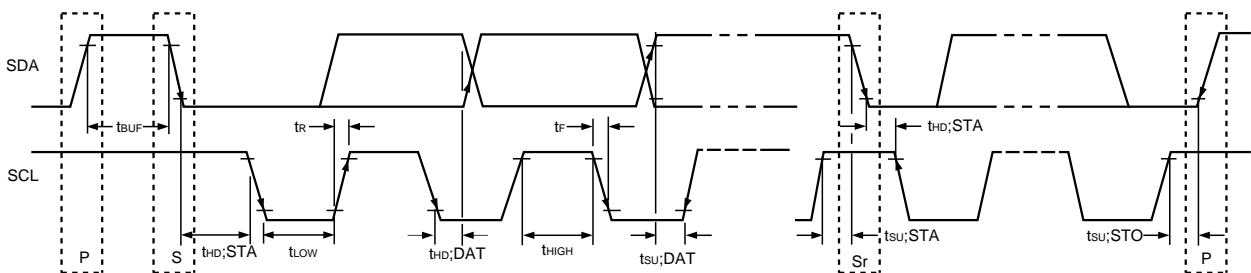 SDA
tBUF
tR
tF
tHD;STA
SCL
tHD;STA
tLOW
tHD;DAT
tHIGH
tSU;DAT
tSU;STA
tSU;STO
P
S
Sr
P